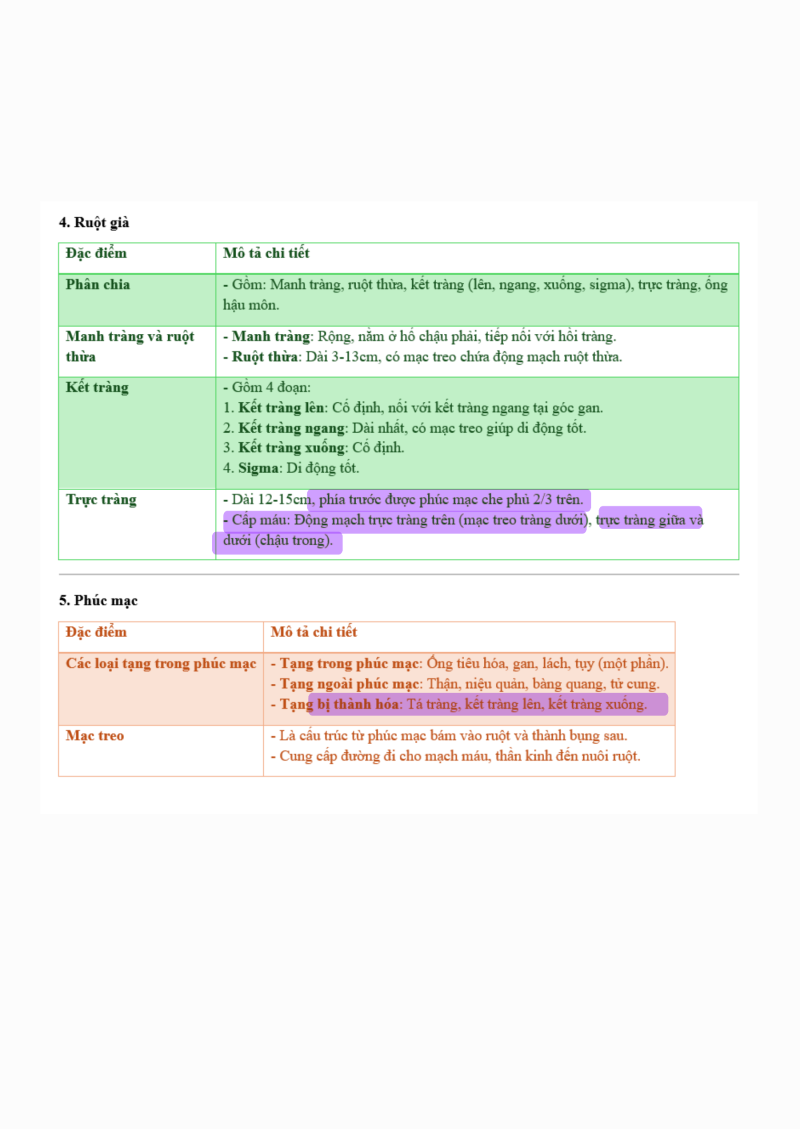 4. Ruột già
Đặc điểm
Mô tả chi tiết
Phân chia
- Gồm: Manh tràng, ruột thừa, kết tràng (lên, ngang, xuống, sigma), trực tràng, ống
hậu môn.
Manh tràng và ruột
thừa
- Manh tràng: Rộng, nằm ở hố chậu phải, tiếp nối với hồi tràng.
- Ruột thừa: Dài 3-13cm, có mạc treo chứa động mạch ruột thừa.
Kết tràng
- Gồm 4 đoạn:
1. Kết tràng lên: Cố định, nối với kết tràng ngang tại góc gan.
2. Kết tràng ngang: Dài nhất, có mạc treo giúp di động tốt.
3. Kết tràng xuống: Cố định.
4. Sigma: Di động tốt.
Trực tràng
- Dài 12-15cm, phía trước được phúc mạc che phủ 2/3 trên.
- Cấp máu: Động mạch trực tràng trên (mạc treo tràng dưới), trực tràng giữa và
dưới (chậu trong).
5. Phúc mạc
Đặc điểm
Mô tả chi tiết
Các loại tạng trong phúc mạc
- Tạng trong phúc mạc: Ống tiêu hóa, gan, lách, tụy (một phần).
- Tạng ngoài phúc mạc: Thận, niệu quản, bàng quang, tử cung.
- Tạng bị thành hóa: Tá tràng, kết tràng lên, kết tràng xuống.
Mạc treo
- Là cấu trúc từ phúc mạc bám vào ruột và thành bụng sau.
- Cung cấp đường đi cho mạch máu, thần kinh đến nuôi ruột.